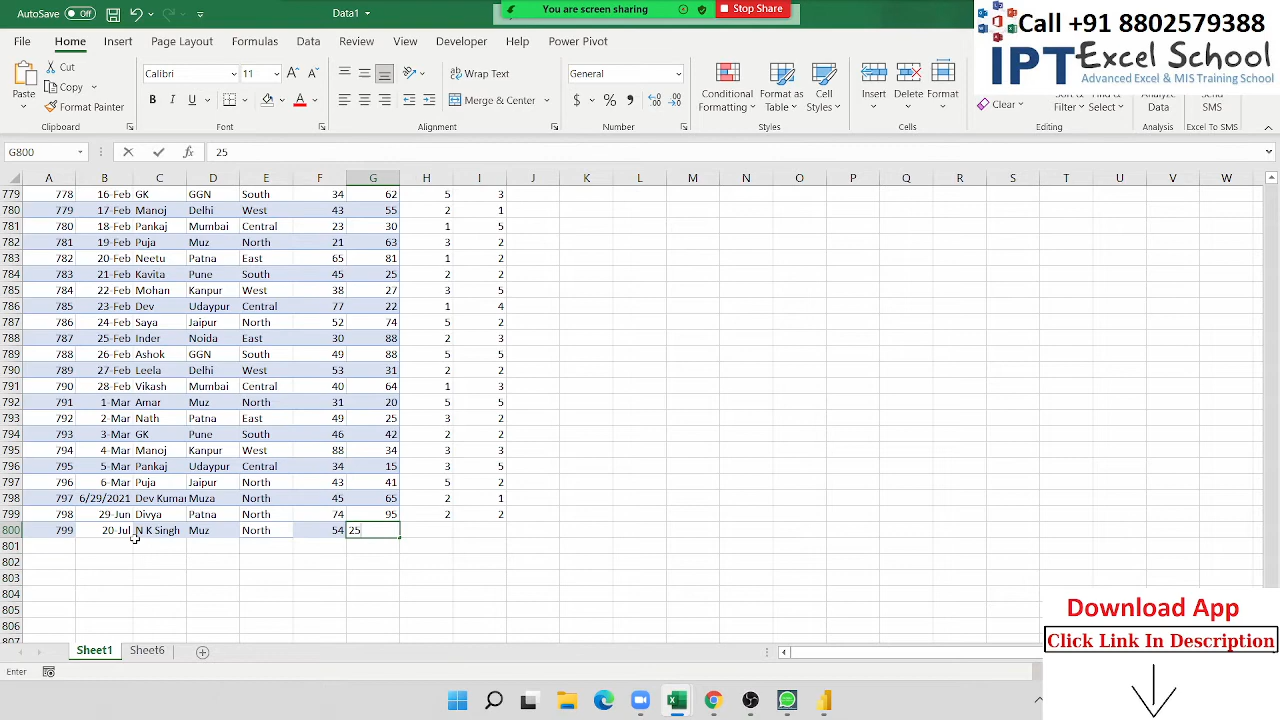 AutoSave Off Data1
You are screen sharing Stop Share
Call +91 8802579388
IPT Excel School
Advanced Excel & MIS Training School
File Home Insert Page Layout Formulas Data Review View Developer Help Power Pivot
Paste Cut Copy Format Painter
Calibri 11
Wrap Text
Merge & Center
General
Conditional Formatting Format as Table Cell Styles
Insert Delete Format
Clear
Filter Select
Data
SMS
Clipboard Font Alignment Number Styles Cells Editing Analysis Excel To SMS
G800 fx 25
A B C D E F G H I J K L M N O P Q R S T U V W
779 778 16-Feb GK GGN South 34 62 5 3
780 779 17-Feb Manoj Delhi West 43 55 2 1
781 780 18-Feb Pankaj Mumbai Central 23 30 1 5
782 781 19-Feb Puja Muz North 21 63 3 2
783 782 20-Feb Neetu Patna East 65 81 1 2
784 783 21-Feb Kavita Pune South 45 25 2 2
785 784 22-Feb Mohan Kanpur West 38 27 3 5
786 785 23-Feb Dev Udaypur Central 77 22 1 4
787 786 24-Feb Saya Jaipur North 52 74 5 2
788 787 25-Feb Inder Noida East 30 88 2 3
789 788 26-Feb Ashok GGN South 49 88 5 5
790 789 27-Feb Leela Delhi West 53 31 2 2
791 790 28-Feb Vikash Mumbai Central 40 64 1 3
792 791 1-Mar Amar Muz North 31 20 5 5
793 792 2-Mar Nath Patna East 49 25 3 2
794 793 3-Mar GK Pune South 46 42 2 2
795 794 4-Mar Manoj Kanpur West 88 34 3 3
796 795 5-Mar Pankaj Udaypur Central 34 15 3 5
797 796 6-Mar Puja Jaipur North 43 41 5 2
798 797 6/29/2021 Dev Kumar Muza North 45 65 2 1
799 798 29-Jun Divya Patna North 74 95 2 2
800 799 20-Jul N K Singh Muz North 54 25
801
802
803
804
805
806
807
Download App
Click Link In Description
Sheet1 Sheet6
Enter